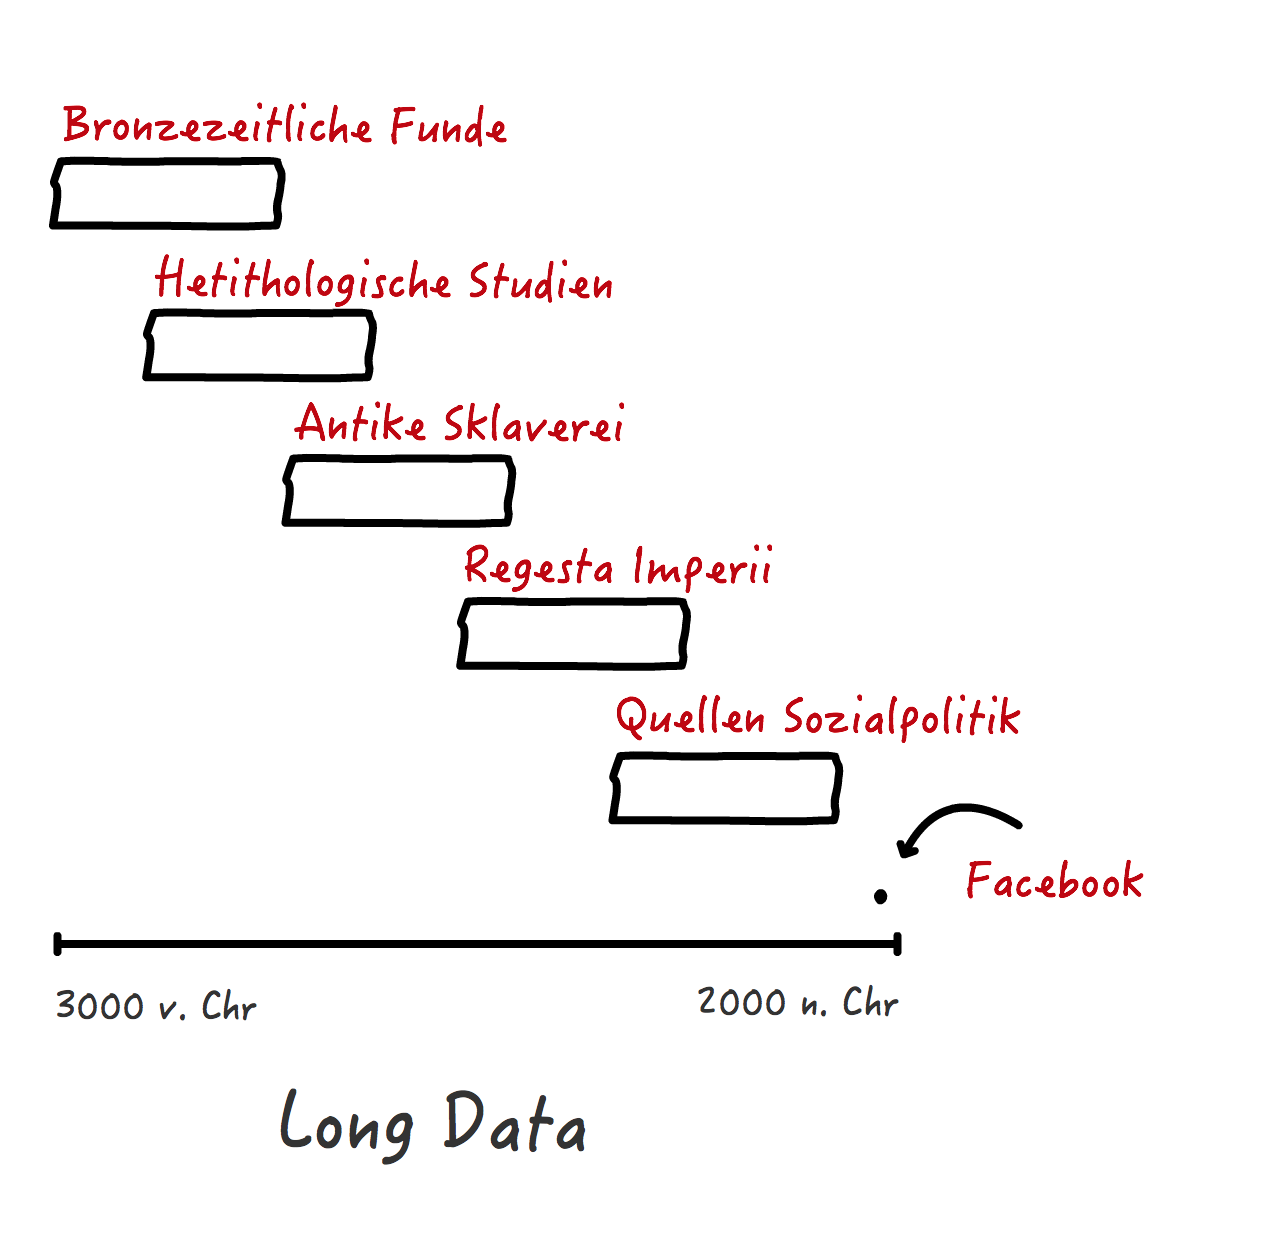 Bronzezeitliche Funde
Hetithologische Studien
Antike Sklaverei
Regesta Imperii
Quellen Sozialpolitik
Facebook
3000 v. Chr
2000 n. Chr
Long Data